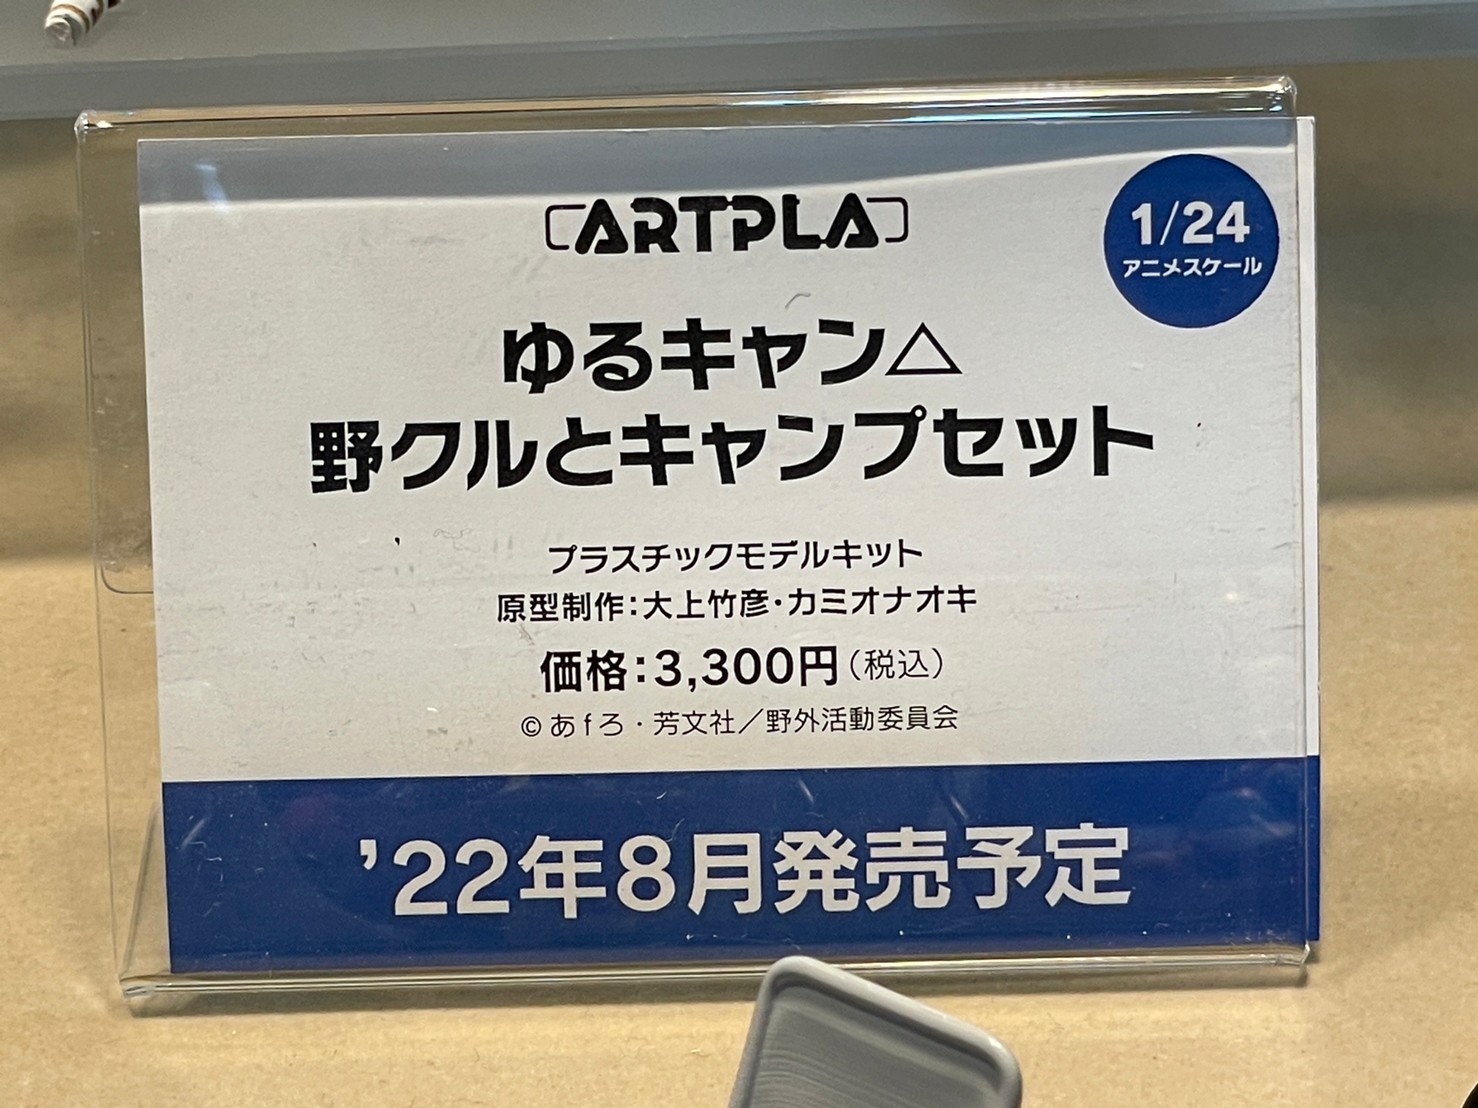 ARTPLA
1/24
アニメスケール
ゆるキャン△
野クルとキャンプセット
プラスチックモデルキット
原型制作：大上竹彦・カミオナオキ
価格：3,300円（税込）
©あfろ・芳文社／野外活動委員会
’22年8月発売予定